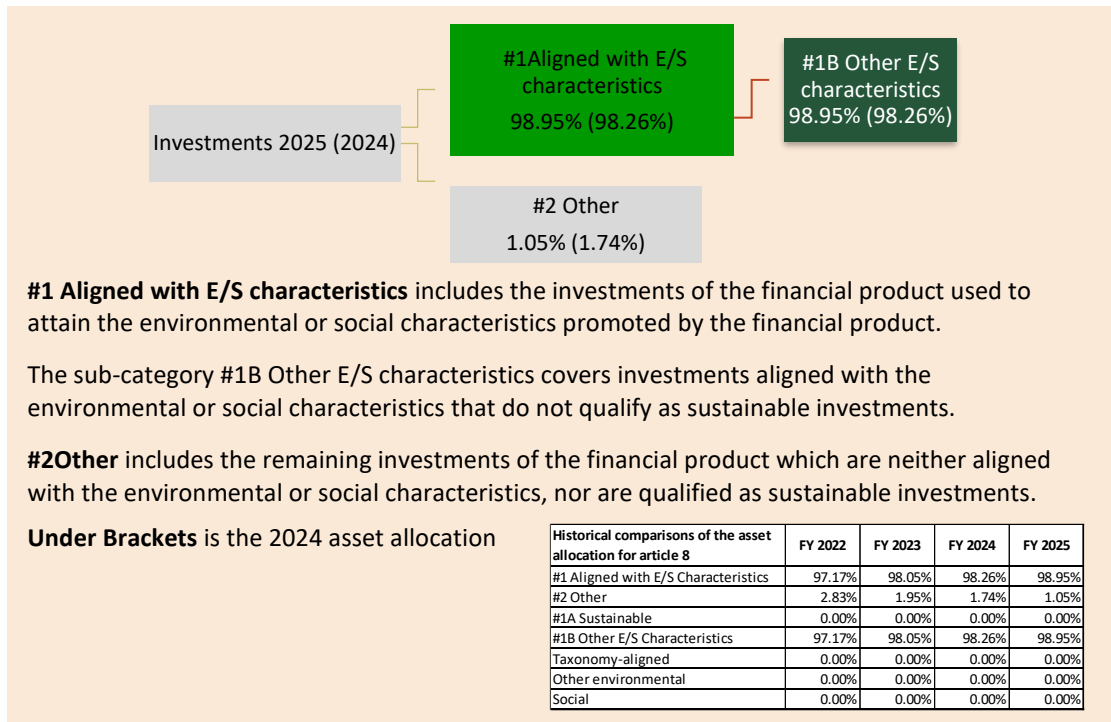 #1Aligned with E/S
characteristics
98.95% (98.26%)
#1B Other E/S
characteristics
98.95% (98.26%)
Investments 2025 (2024)
#2 Other
1.05% (1.74%)
#1 Aligned with E/S characteristics includes the investments of the financial product used to
attain the environmental or social characteristics promoted by the financial product.
The sub-category #1B Other E/S characteristics covers investments aligned with the
environmental or social characteristics that do not qualify as sustainable investments.
#2Other includes the remaining investments of the financial product which are neither aligned
with the environmental or social characteristics, nor are qualified as sustainable investments.
Under Brackets is the 2024 asset allocation
Historical comparisons of the asset
allocation for article 8 FY 2022 FY 2023 FY 2024 FY 2025
#1 Aligned with E/S Characteristics 97.17% 98.05% 98.26% 98.95%
#2 Other 2.83% 1.95% 1.74% 1.05%
#1A Sustainable 0.00% 0.00% 0.00% 0.00%
#1B Other E/S Characteristics 97.17% 98.05% 98.26% 98.95%
Taxonomy-aligned 0.00% 0.00% 0.00% 0.00%
Other environmental 0.00% 0.00% 0.00% 0.00%
Social 0.00% 0.00% 0.00% 0.00%